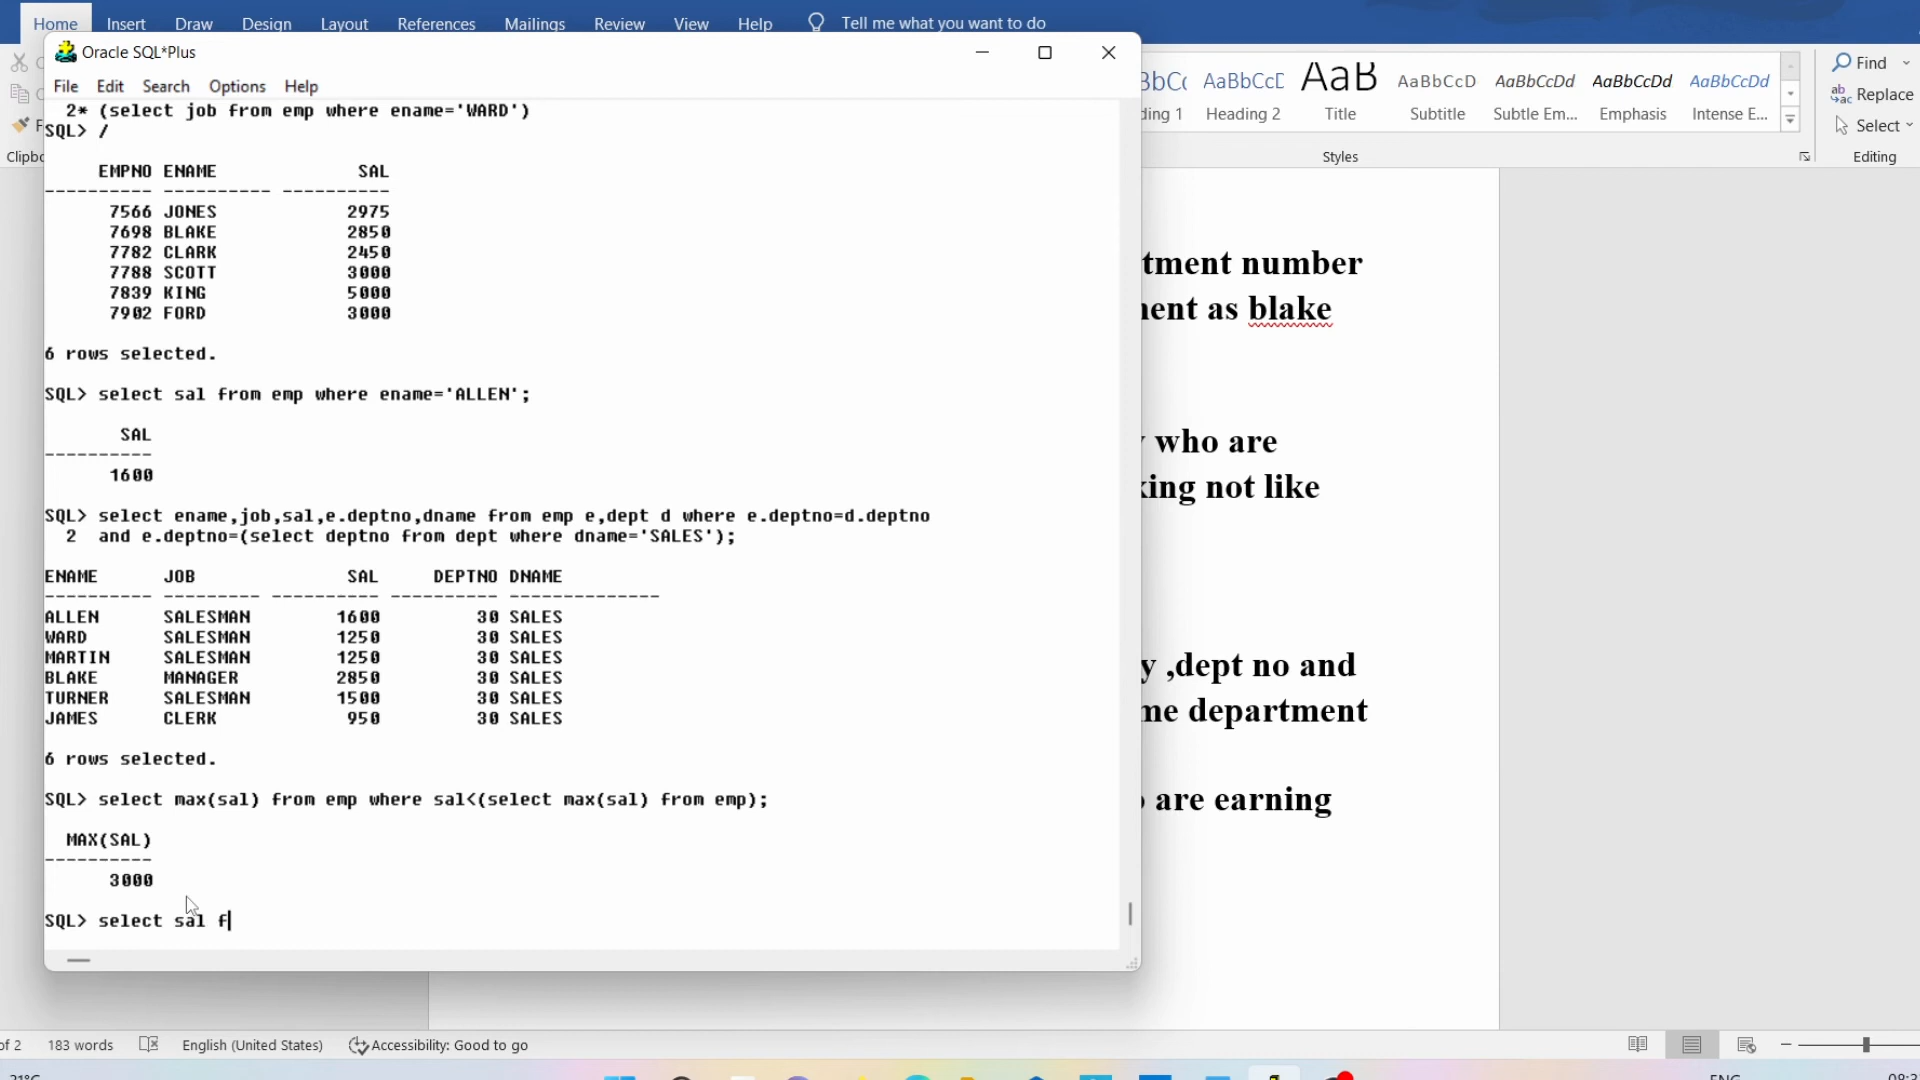 Home Insert Draw Design Layout References Mailings Review View Help Tell me what you want to do
Oracle SQL*Plus
File Edit Search Options Help
2* (select job from emp where ename='WARD')
SQL> /
EMPNO ENAME SAL
---------- ---------- ----------
7566 JONES 2975
7698 BLAKE 2850
7782 CLARK 2450
7788 SCOTT 3000
7839 KING 5000
7902 FORD 3000
6 rows selected.
SQL> select sal from emp where ename='ALLEN';
SAL
----------
1600
SQL> select ename,job,sal,e.deptno,dname from emp e,dept d where e.deptno=d.deptno
2 and e.deptno=(select deptno from dept where dname='SALES');
ENAME JOB SAL DEPTNO DNAME
---------- --------- ---------- ---------- --------------
ALLEN SALESMAN 1600 30 SALES
WARD SALESMAN 1250 30 SALES
MARTIN SALESMAN 1250 30 SALES
BLAKE MANAGER 2850 30 SALES
TURNER SALESMAN 1500 30 SALES
JAMES CLERK 950 30 SALES
6 rows selected.
SQL> select max(sal) from emp where sal<(select max(sal) from emp);
MAX(SAL)
----------
3000
SQL> select sal f
AaBbCcD AaB AaBbCcD AaBbCcDd AaBbCcDd AaBbCcDd
ding 1 Heading 2 Title Subtitle Subtle Em... Emphasis Intense E...
Styles
Find
Replace
Select
Editing
Clipbo
tment number
ent as blake
who are
king not like
y ,dept no and
me department
are earning
of 2 183 words English (United States) Accessibility: Good to go
21°C
ENG